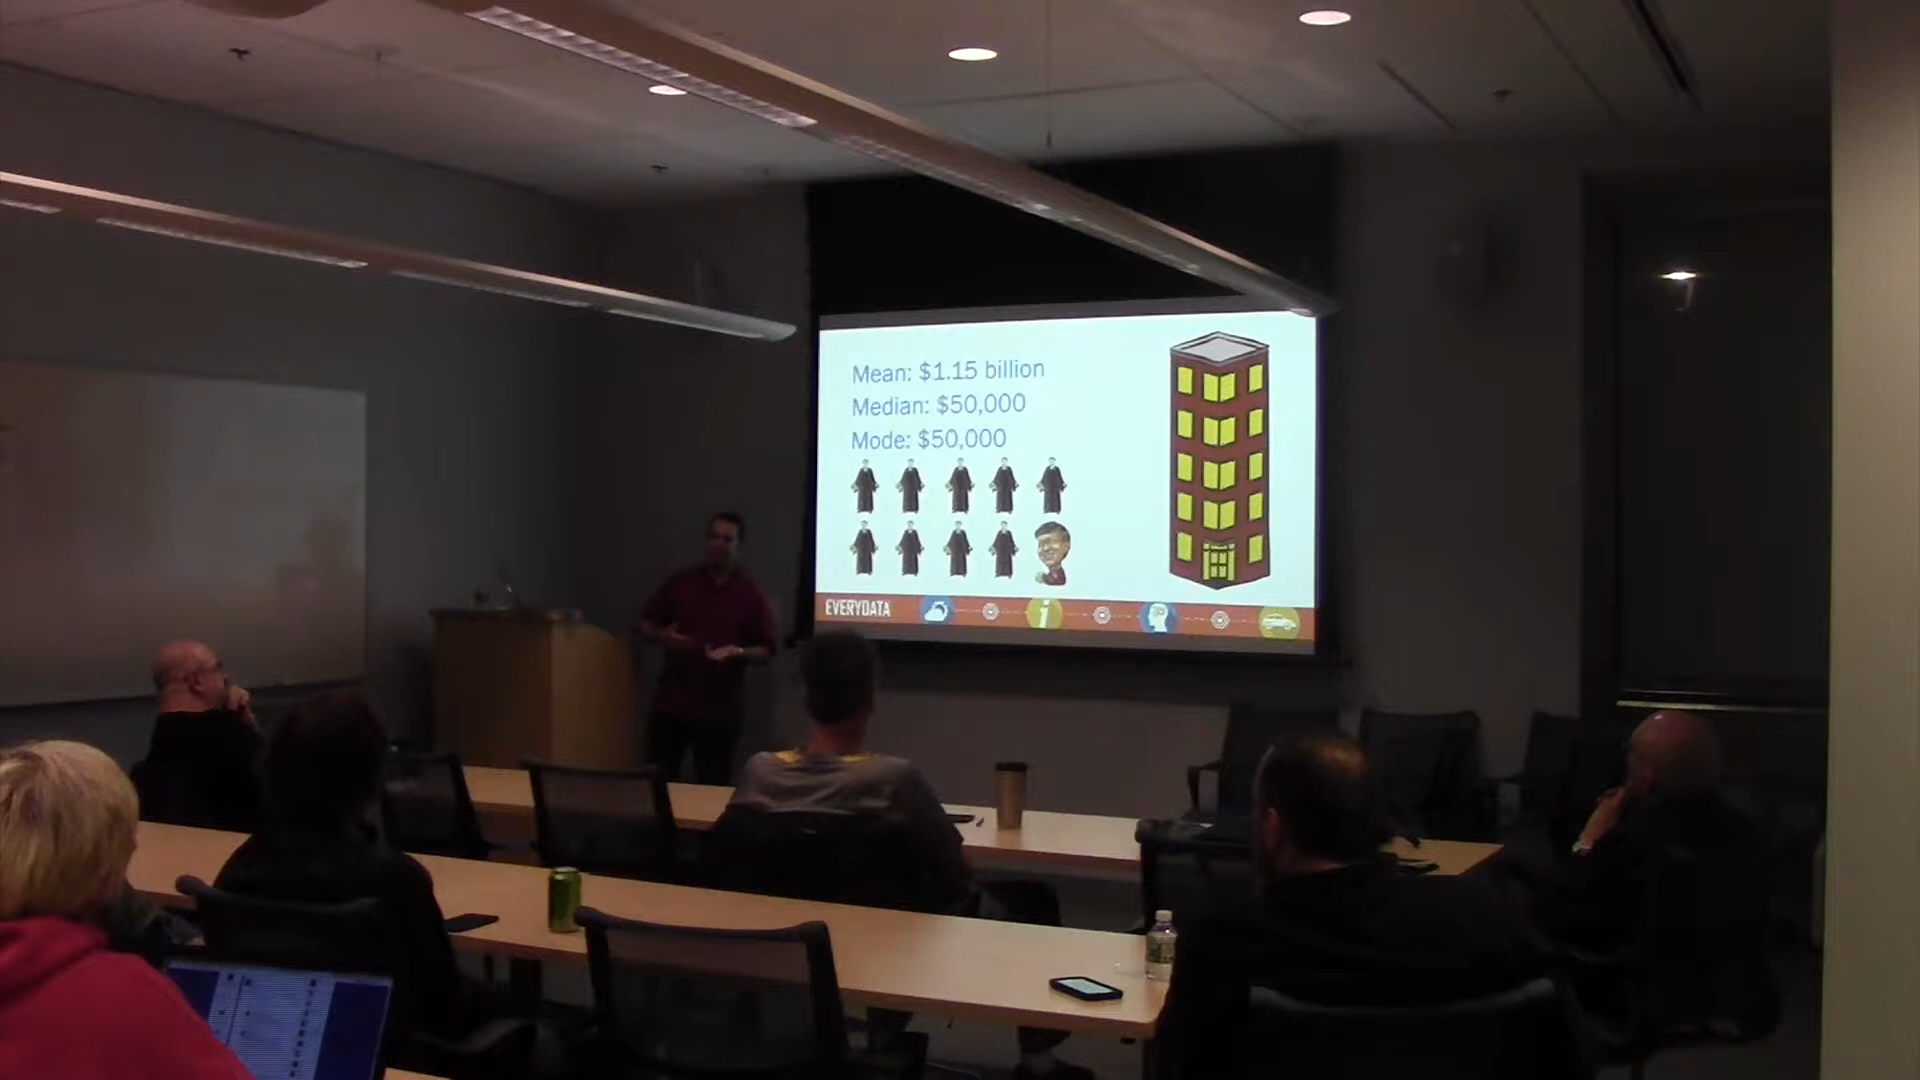 Mean: $1.15 billion
Median: $50,000
Mode: $50,000
EVERYDATA